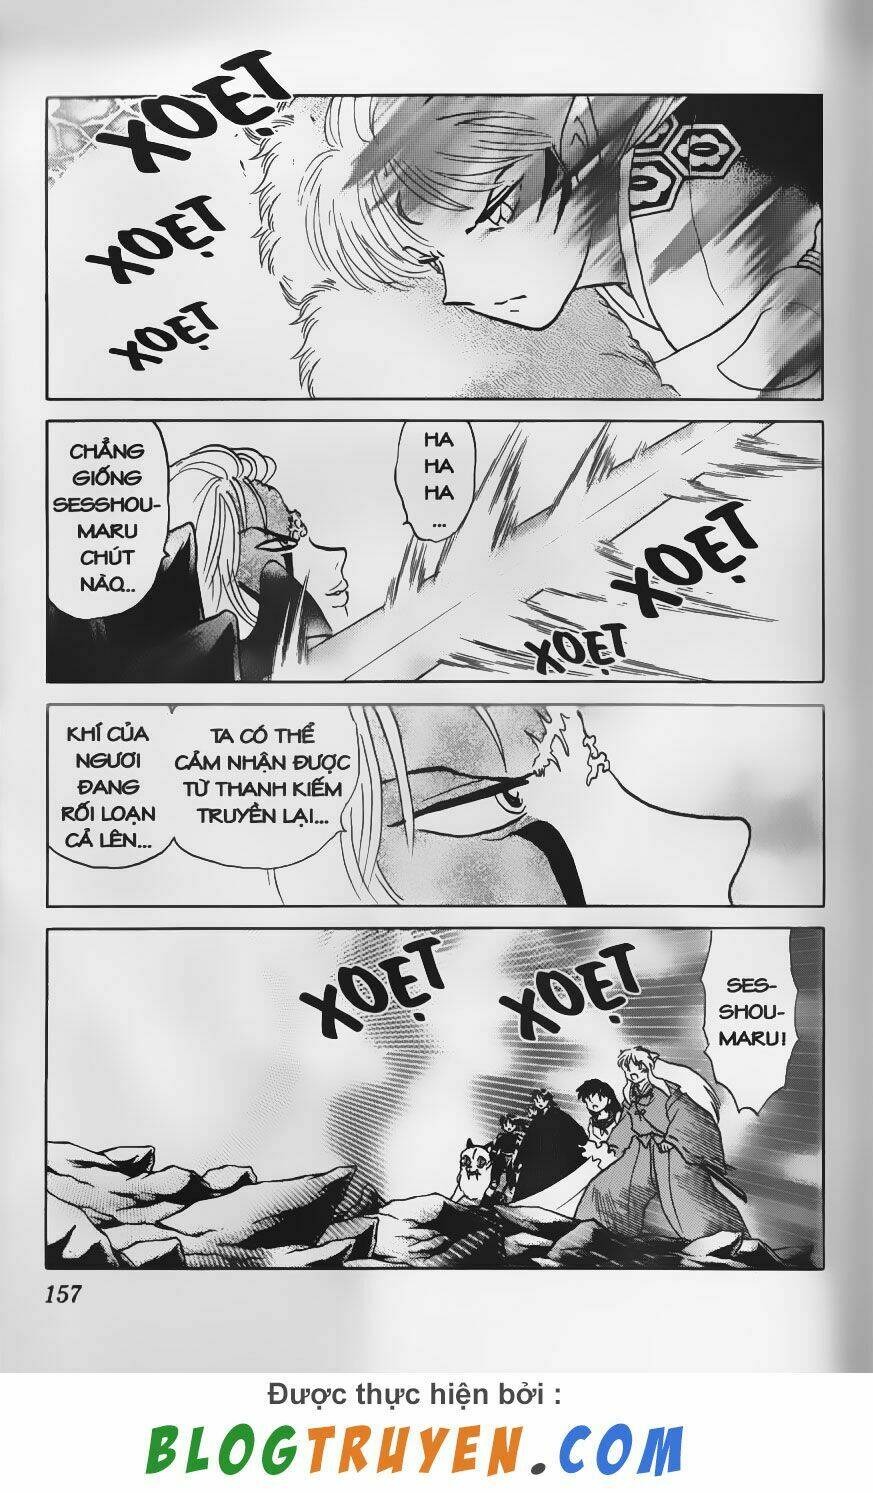 XOẸT
XOẸT
XOẸT
HA
HA
HA
...
CHẲNG
GIỐNG
SESSHOU-
MARU
CHÚT
NÀO...
XOẸT
XOẸT
TA CÓ THỂ
CẢM NHẬN ĐƯỢC
TỪ THANH KIẾM
TRUYỀN LẠI...
KHÍ CỦA
NGƯƠI
ĐANG
RỐI LOẠN
CẢ LÊN...
SES-
SHOU-
MARU!
XOẸT
XOẸT
157
Được thực hiện bởi :
BLOGTRUYEN.COM